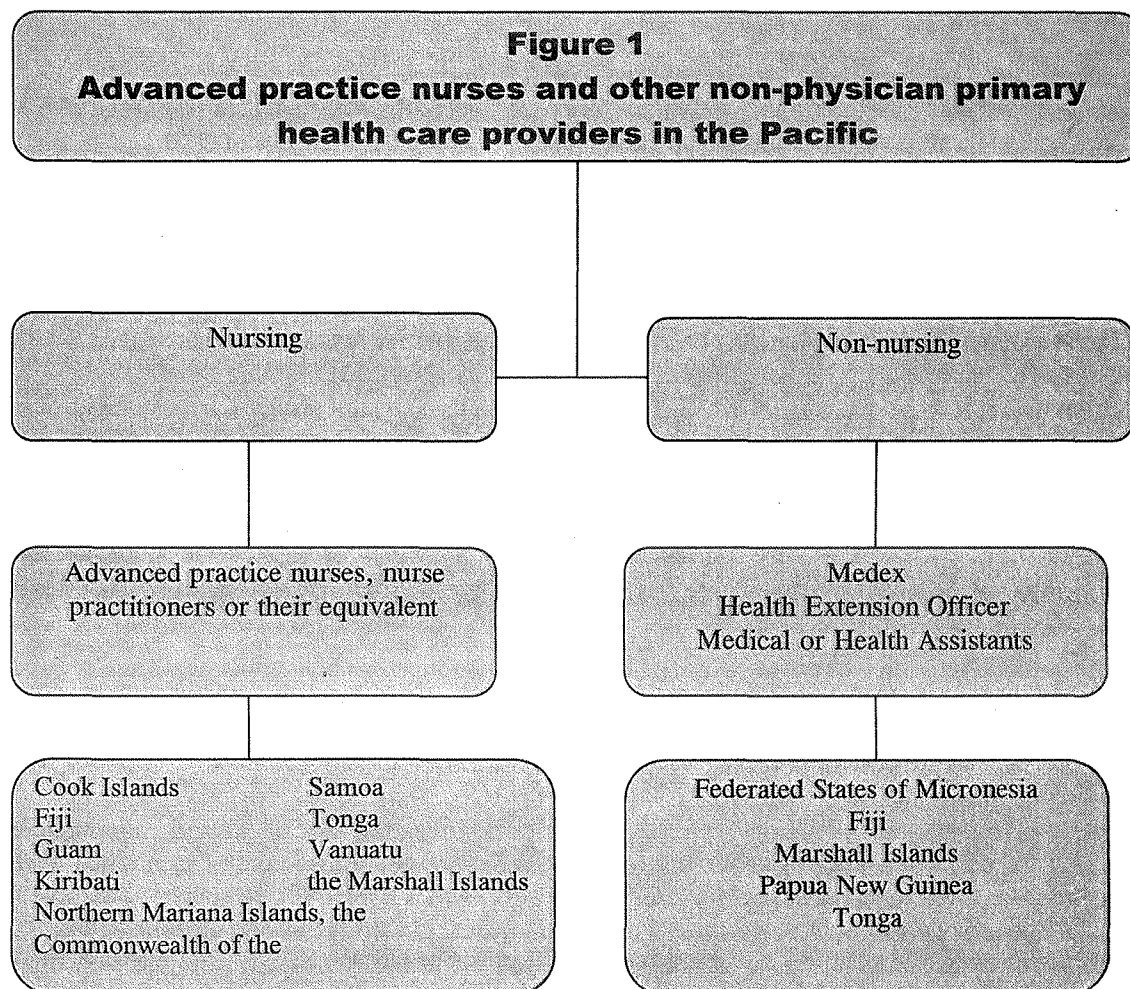 Figure 1
Advanced practice nurses and other non-physician primary
health care providers in the Pacific
Nursing
Non-nursing
Advanced practice nurses, nurse
practitioners or their equivalent
Medex
Health Extension Officer
Medical or Health Assistants
Cook Islands
Fiji
Guam
Kiribati
Samoa
Tonga
Vanuatu
the Marshall Islands
Northern Mariana Islands, the
Commonwealth of the
Federated States of Micronesia
Fiji
Marshall Islands
Papua New Guinea
Tonga